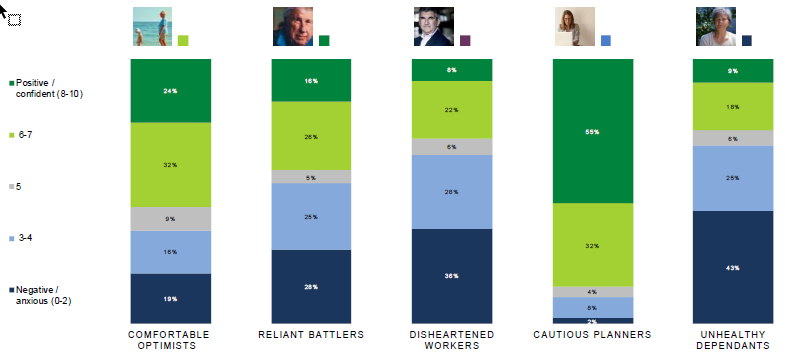 Positive /
confident (8-10)
6-7
5
3-4
Negative /
anxious (0-2)
24%
32%
9%
16%
19%
COMFORTABLE
OPTIMISTS
16%
26%
5%
25%
28%
RELIANT BATTLERS
8%
22%
6%
28%
36%
DISHEARTENED
WORKERS
55%
32%
4%
8%
2%
CAUTIOUS PLANNERS
9%
18%
6%
25%
43%
UNHEALTHY
DEPENDANTS